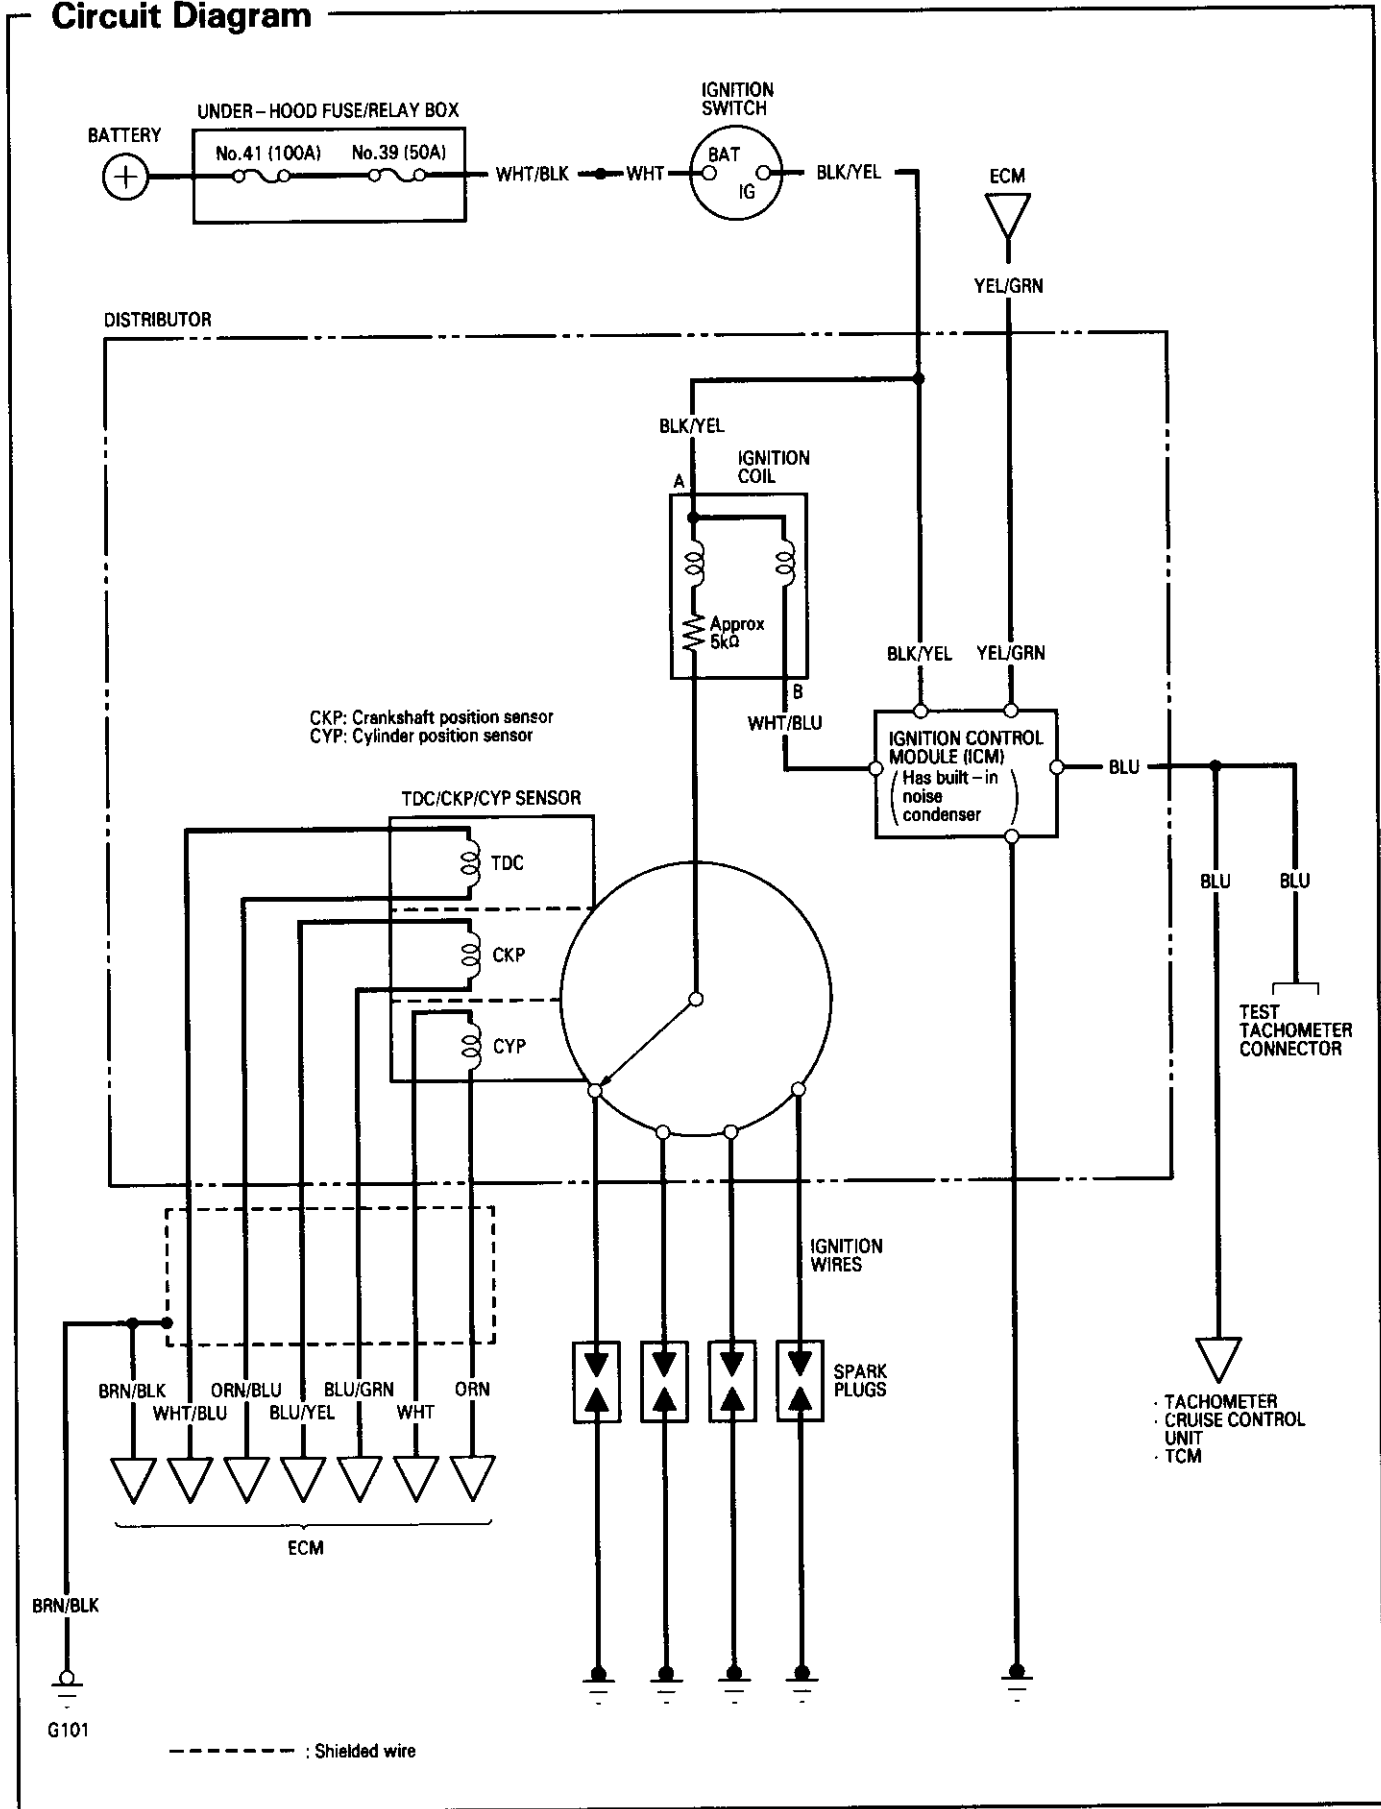 Circuit Diagram
IGNITION
SWITCH
UNDER-HOOD FUSE/RELAY BOX
BATTERY
No.41 (100A)
No.39 (50A)
+
WHT/BLK
WHT
BAT
IG
BLK/YEL
ECM
YEL/GRN
DISTRIBUTOR
BLK/YEL
IGNITION
COIL
A
Approx
5kΩ
BLK/YEL
YEL/GRN
B
WHT/BLU
CKP: Crankshaft position sensor
CYP: Cylinder position sensor
IGNITION CONTROL
MODULE (ICM)
(Has built-in
noise
condenser)
BLU
TDC/CKP/CYP SENSOR
TDC
CKP
CYP
BLU
BLU
TEST
TACHOMETER
CONNECTOR
IGNITION
WIRES
SPARK
PLUGS
BRN/BLK
WHT/BLU
ORN/BLU
BLU/YEL
BLU/GRN
WHT
ORN
· TACHOMETER
· CRUISE CONTROL
UNIT
· TCM
ECM
BRN/BLK
G101
: Shielded wire